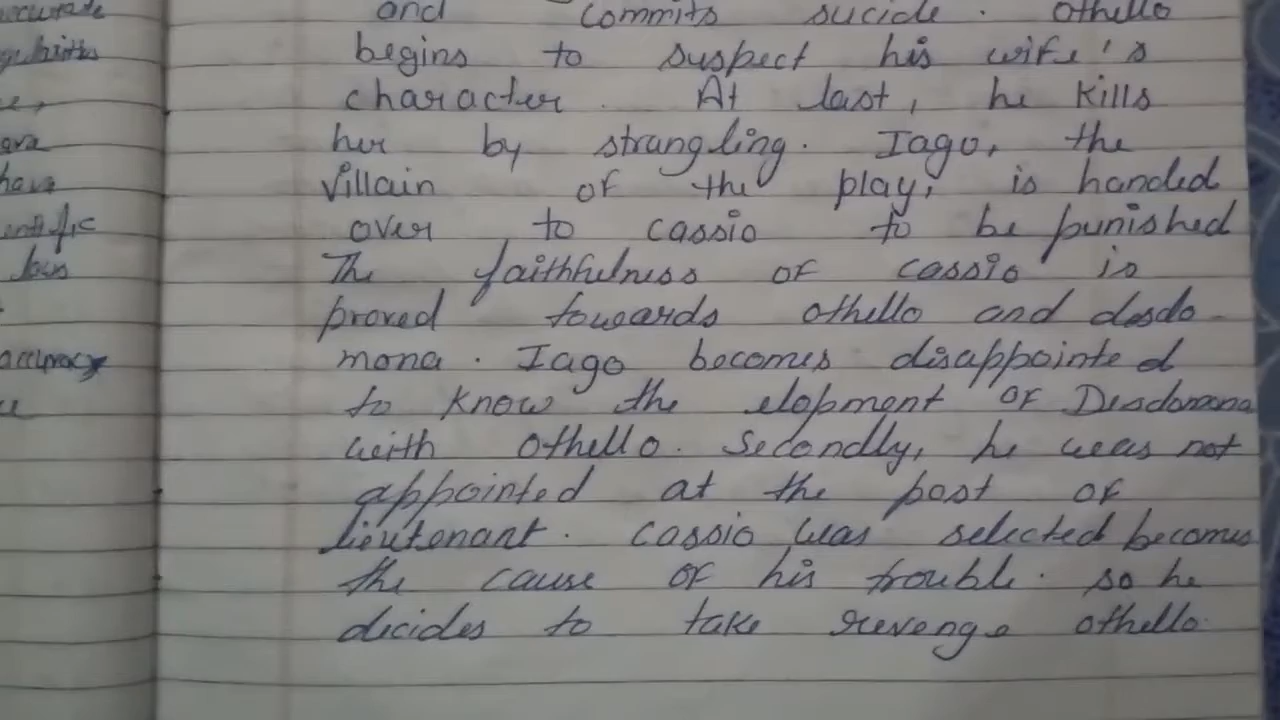 and commits sucicle. Othello
begins to suspect his wife's
character. At last, he kills
her by strangling. Iago, the
villain of the play, is handed
over to cassio to be punished
The faithfulness of cassio is
proved towards othello and desdo-
mona. Iago becomes disappointed
to know the elopment of Desdomona
with Othello. Secondly, he was not
appointed at the post of
lieutenant. Cassio was selected becomes
the cause of his trouble. so he
decides to take revenge othello.
accuracy